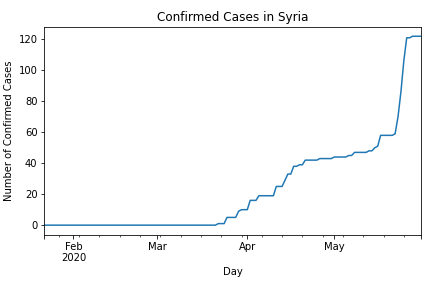 Confirmed Cases in Syria
120
100
80
60
40
20
0
Number of Confirmed Cases
Feb
2020
Mar
Apr
May
Day